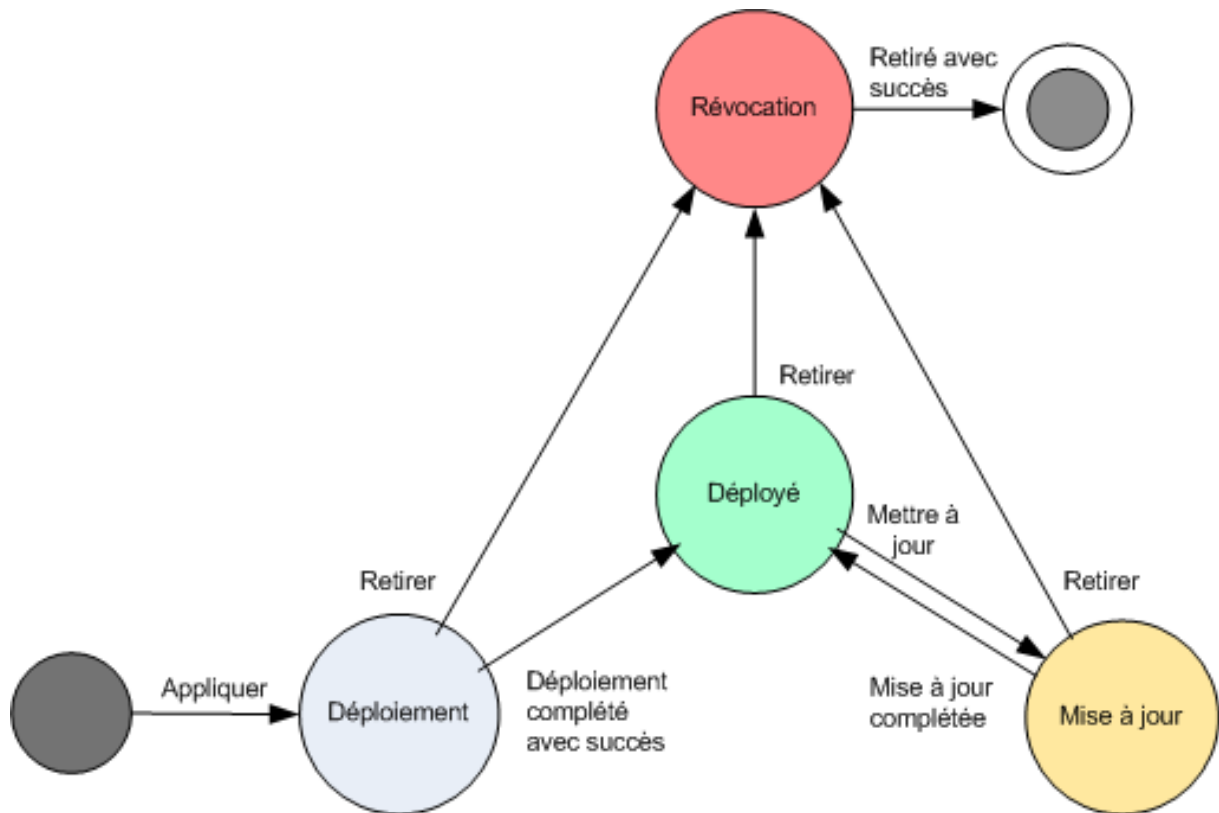 Retiré avec
succès
Révocation
Retirer
Déployé
Mettre à
jour
Retirer
Retirer
Appliquer
Déploiement
Déploiement
complété
avec succès
Mise à jour
complétée
Mise à jour